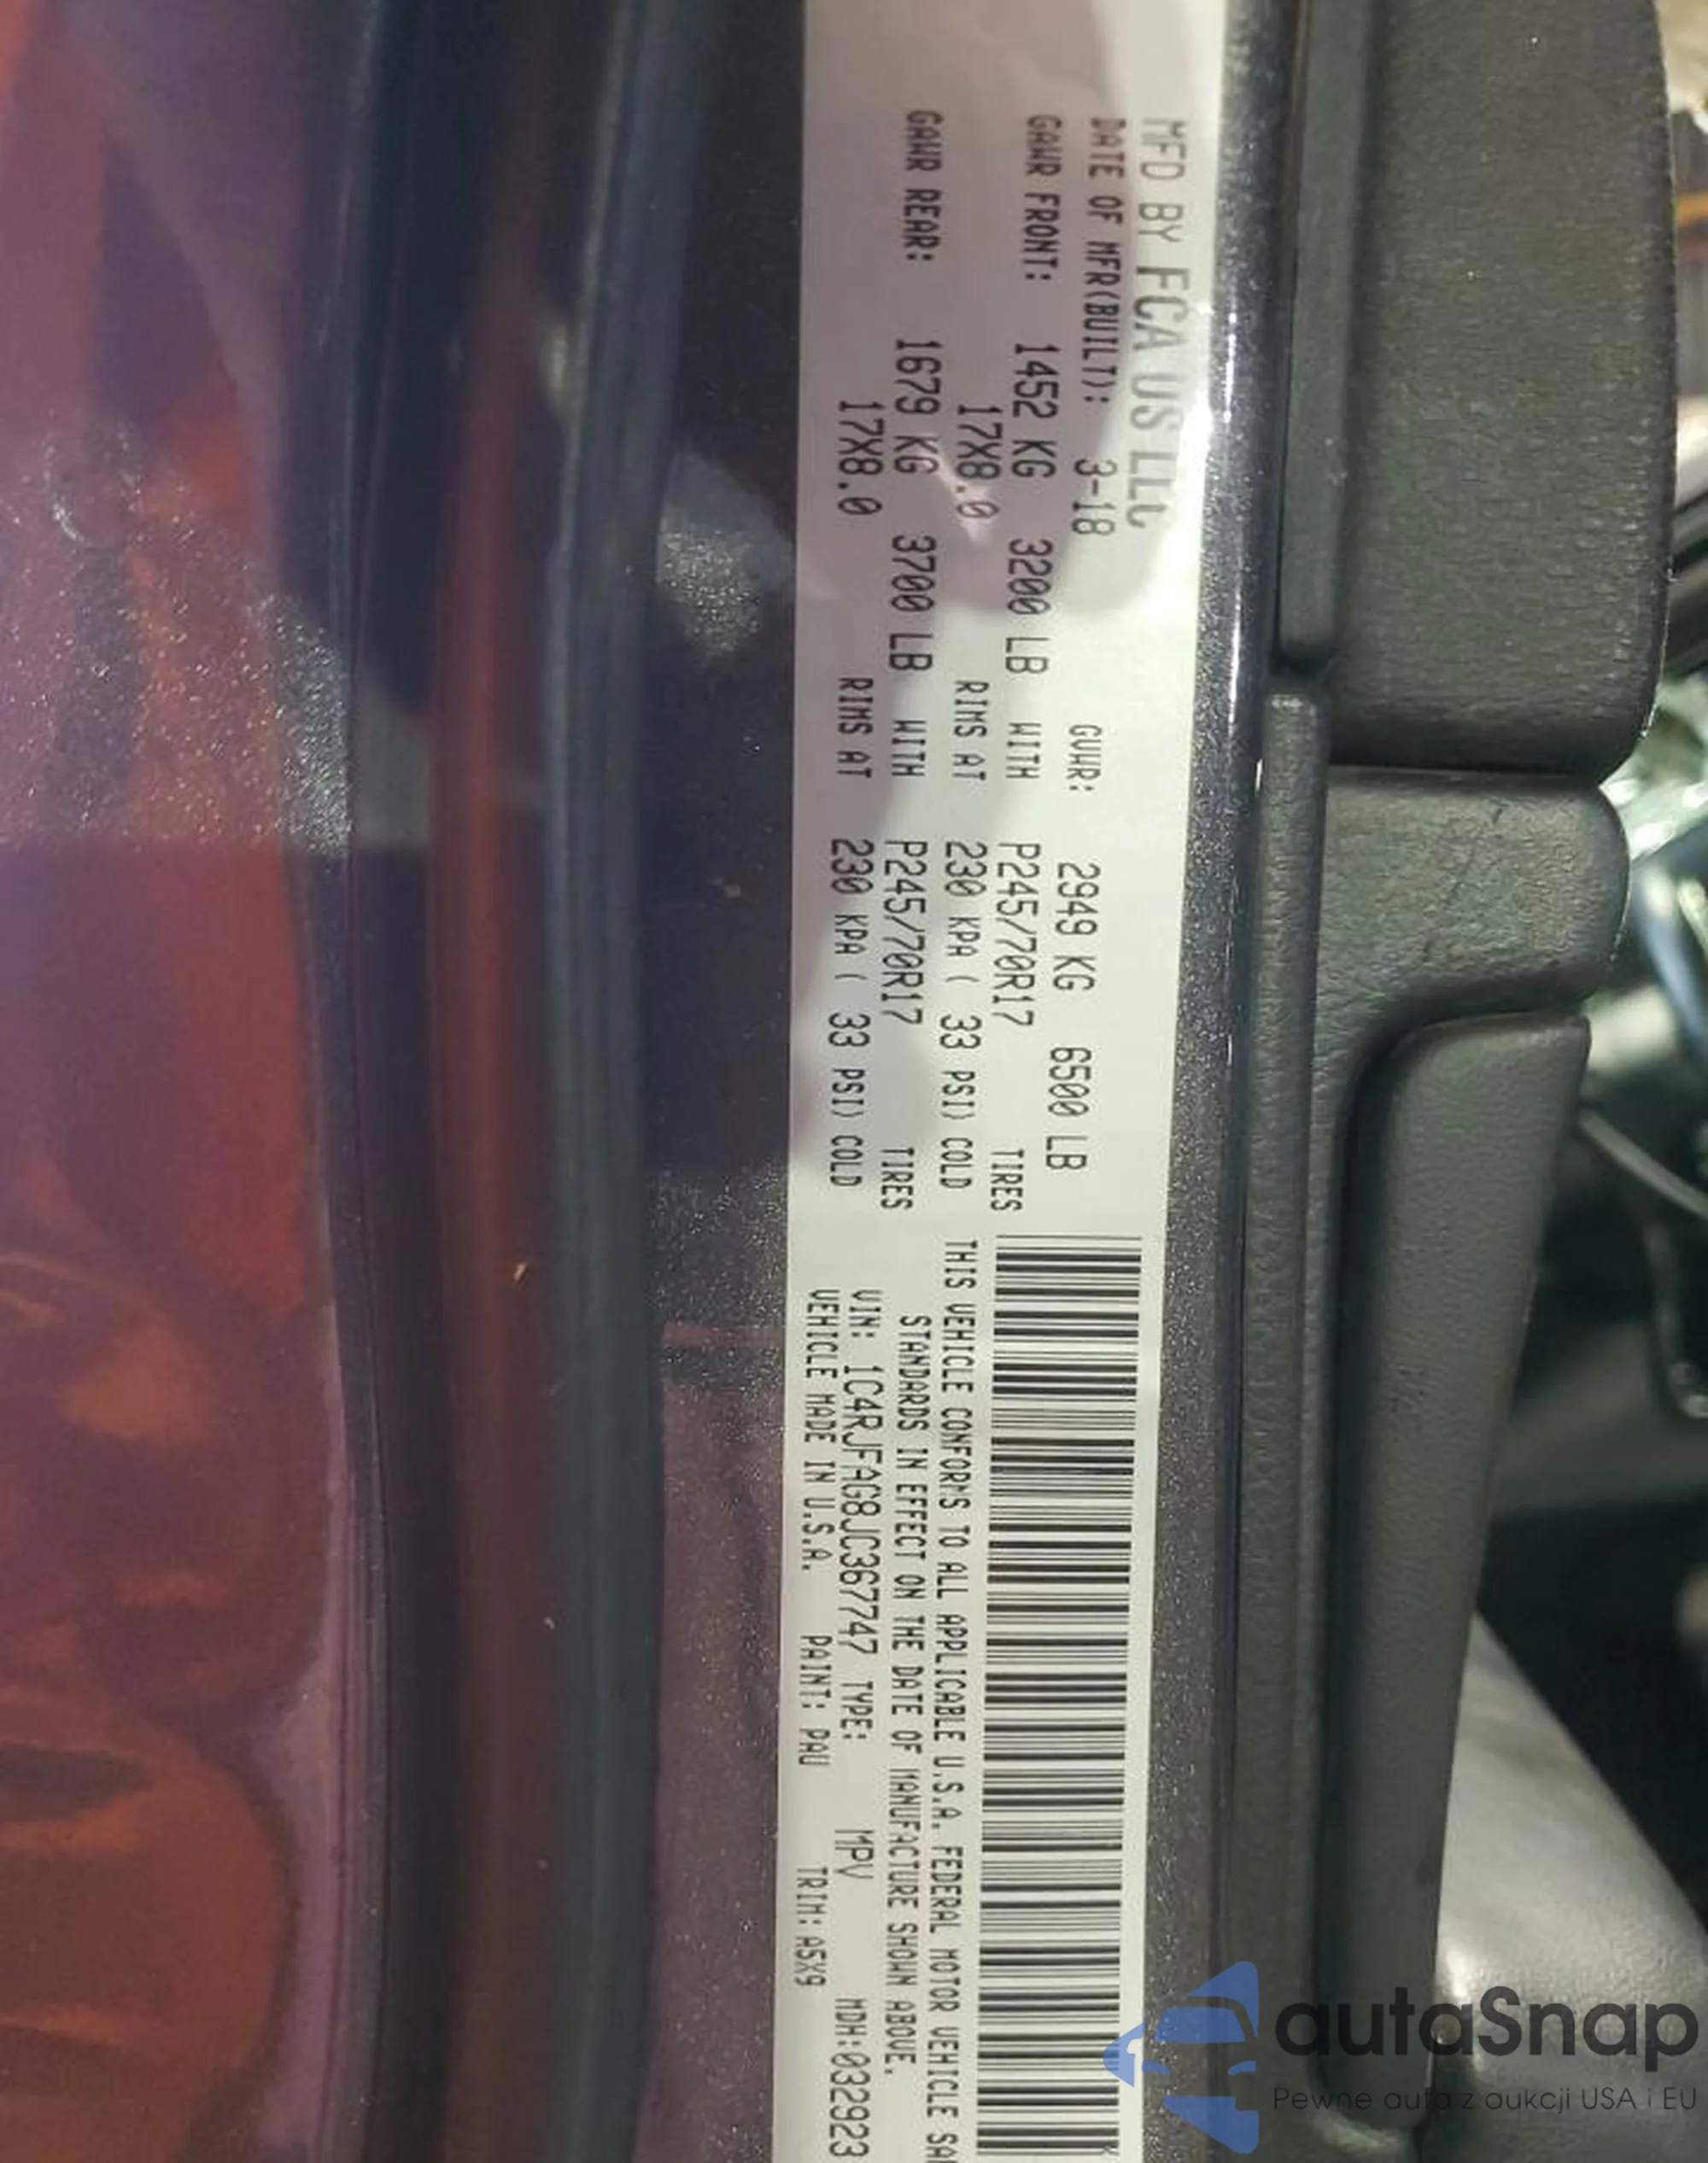 MFD BY FCA US LLC
DATE OF MFR(BUILT): 3-18 GVWR: 2949 KG 6500 LB
GAWR FRONT: 1452 KG 3200 LB WITH P245/70R17 TIRES
17X8.0 RIMS AT 230 KPA ( 33 PSI) COLD
GAWR REAR: 1679 KG 3700 LB WITH P245/70R17 TIRES
17X8.0 RIMS AT 230 KPA ( 33 PSI) COLD
THIS VEHICLE CONFORMS TO ALL APPLICABLE U.S.A. FEDERAL MOTOR VEHICLE
STANDARDS IN EFFECT ON THE DATE OF MANUFACTURE SHOWN ABOVE.
VIN: 1C4RJFAG8JC367747 TYPE: MPV MDH:032923
VEHICLE MADE IN U.S.A. PAINT: PAU TRIM: A5X9
autaSnap
Pewne auta z aukcji USA i EU